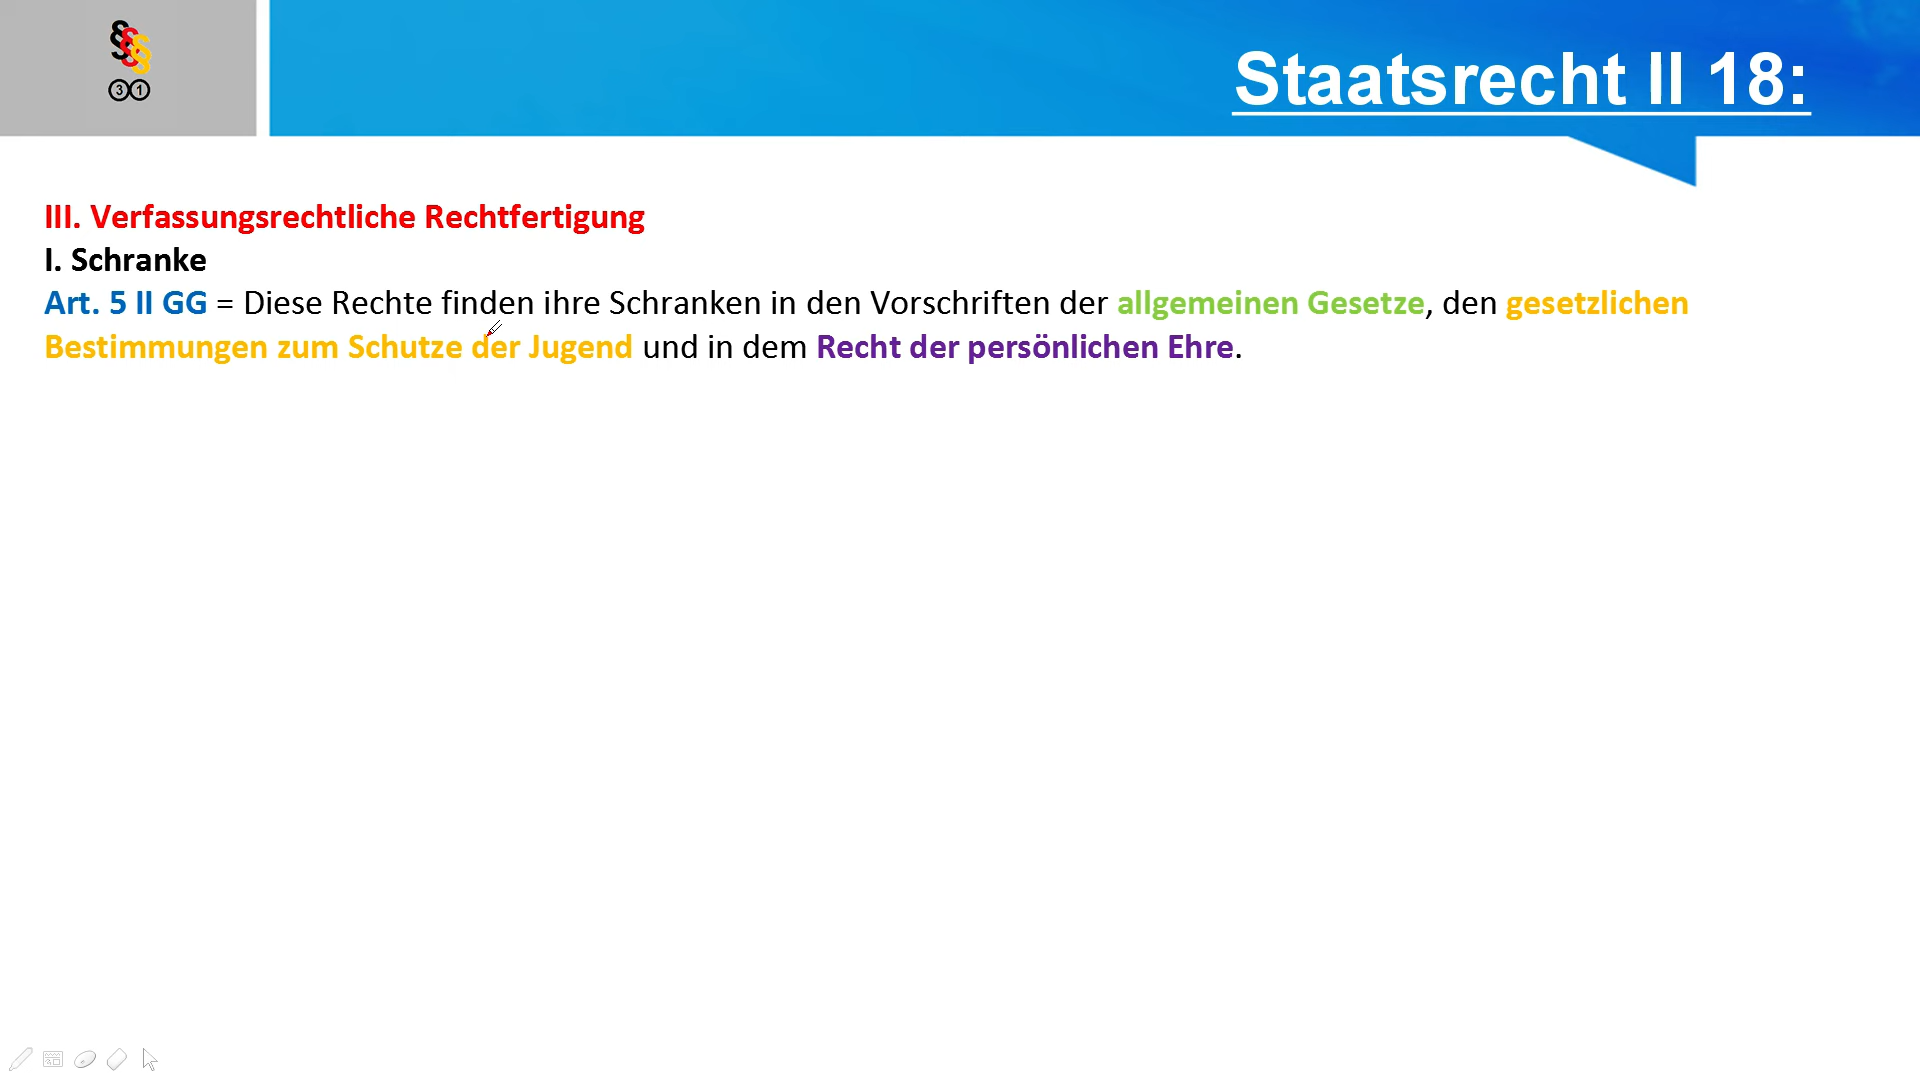 §§§
31
Staatsrecht II 18:
III. Verfassungsrechtliche Rechtfertigung
I. Schranke
Art. 5 II GG = Diese Rechte finden ihre Schranken in den Vorschriften der allgemeinen Gesetze, den gesetzlichen
Bestimmungen zum Schutze der Jugend und in dem Recht der persönlichen Ehre.